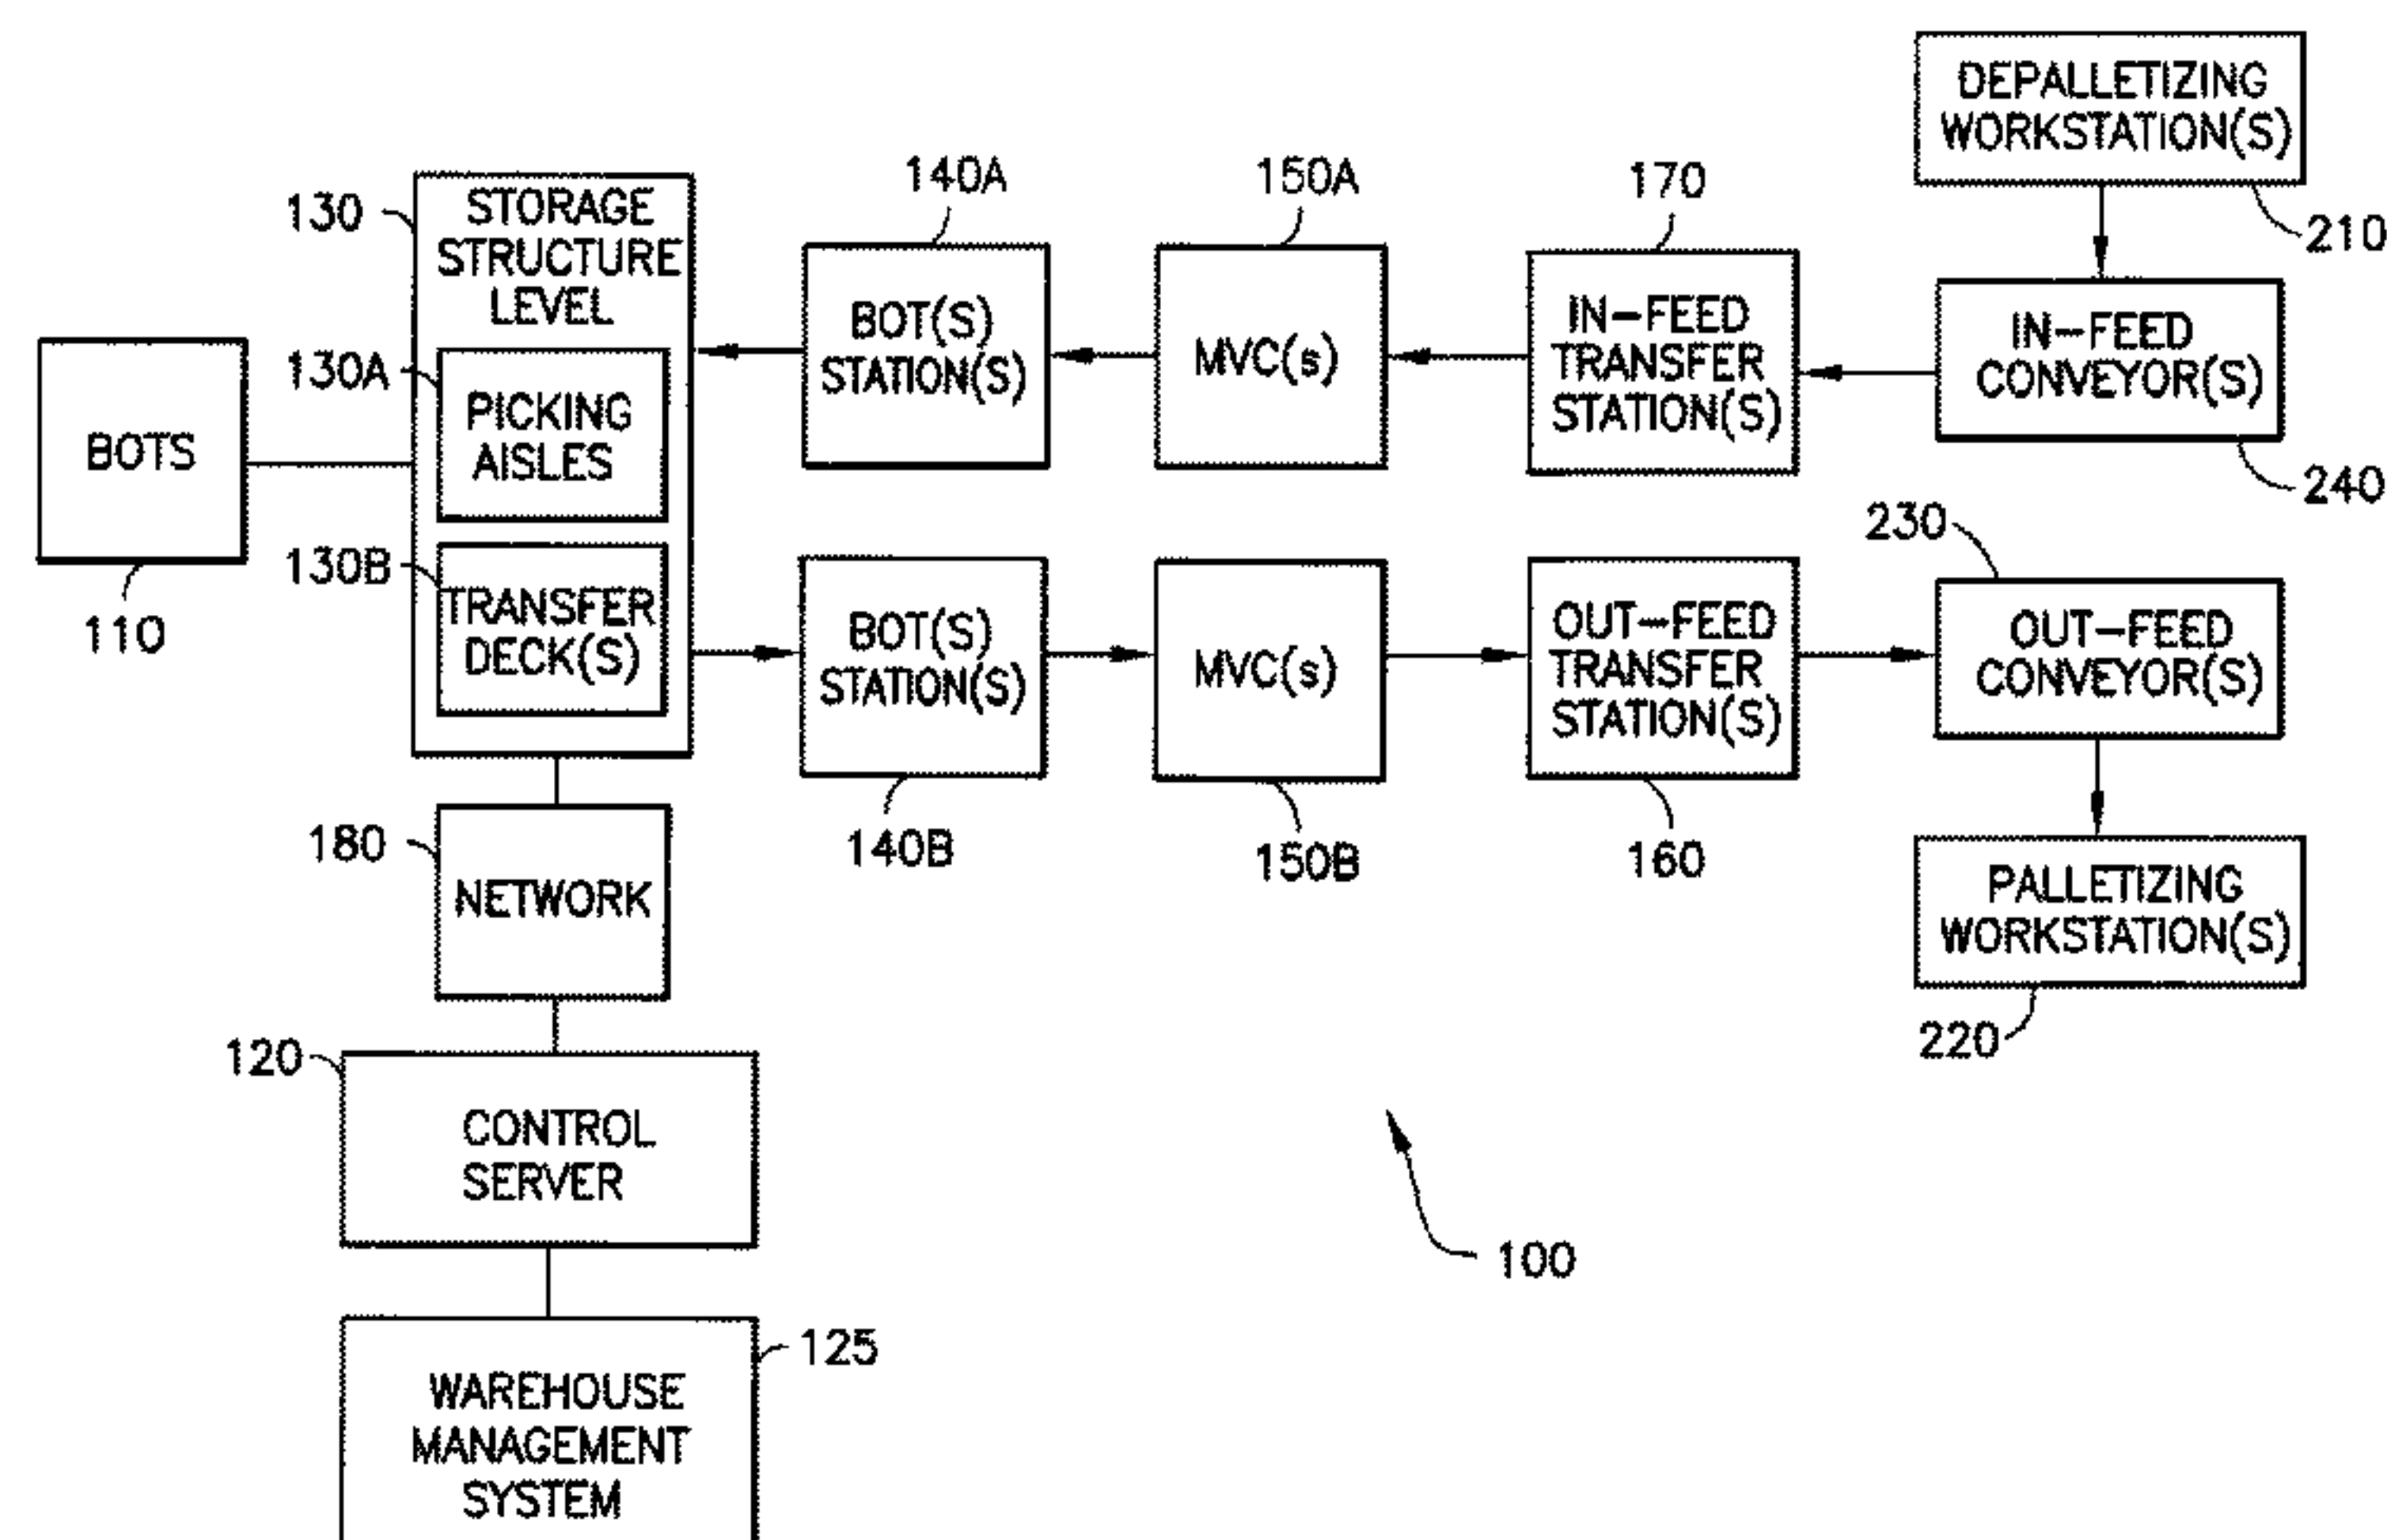 DEPALLETIZING
WORKSTATION(S)
210
140A
150A
170
130
STORAGE
STRUCTURE
LEVEL
BOT(S)
STATION(S)
MVC(s)
IN-FEED
TRANSFER
STATION(S)
IN-FEED
CONVEYOR(S)
240
130A
PICKING
AISLES
BOTS
110
130B
TRANSFER
DECK(S)
BOT(S)
STATION(S)
140B
MVC(s)
150B
OUT-FEED
TRANSFER
STATION(S)
160
230
OUT-FEED
CONVEYOR(S)
PALLETIZING
WORKSTATION(S)
220
180
NETWORK
120
CONTROL
SERVER
100
125
WAREHOUSE
MANAGEMENT
SYSTEM